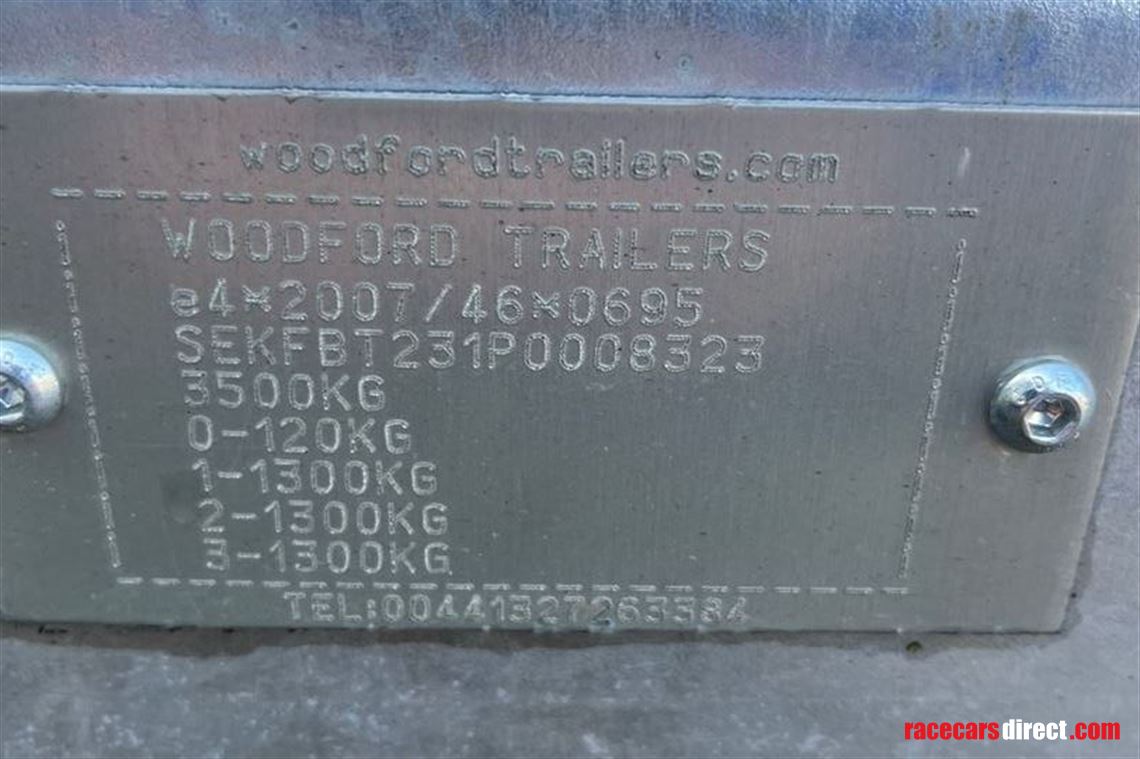 woodfordtrailers.com
WOODFORD TRAILERS
e4*2007/46*0695
SEKFBT231P0008323
3500KG
0-120KG
1-1300KG
2-1300KG
3-1300KG
TEL:00441327263384
racecarsdirect.com